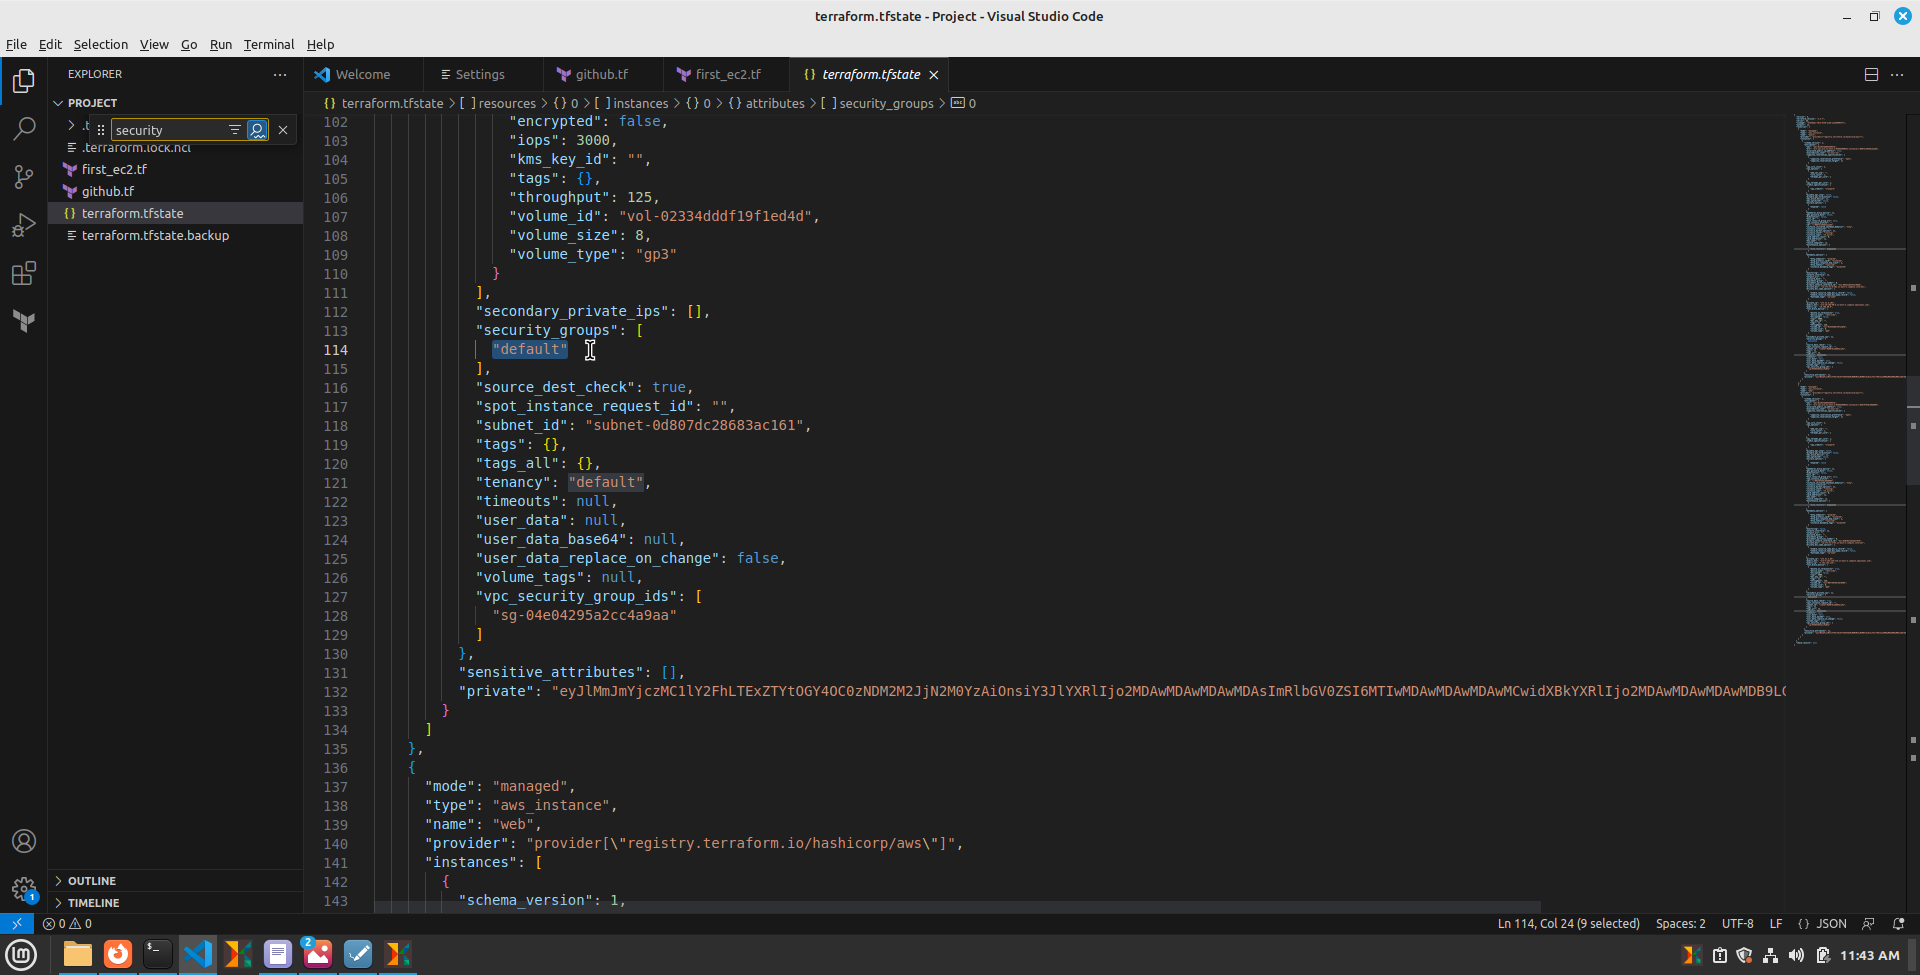 terraform.tfstate - Project - Visual Studio Code
File Edit Selection View Go Run Terminal Help
EXPLORER
Welcome
Settings
github.tf
first_ec2.tf
terraform.tfstate
PROJECT
terraform.tfstate > [ ] resources > {} 0 > [ ] instances > {} 0 > {} attributes > [ ] security_groups > abc 0
security
.terraform.lock.hcl
first_ec2.tf
github.tf
terraform.tfstate
terraform.tfstate.backup
102 "encrypted": false,
103 "iops": 3000,
104 "kms_key_id": "",
105 "tags": {},
106 "throughput": 125,
107 "volume_id": "vol-02334dddf19f1ed4d",
108 "volume_size": 8,
109 "volume_type": "gp3"
110 }
111 ],
112 "secondary_private_ips": [],
113 "security_groups": [
114 "default"
115 ],
116 "source_dest_check": true,
117 "spot_instance_request_id": "",
118 "subnet_id": "subnet-0d807dc28683ac161",
119 "tags": {},
120 "tags_all": {},
121 "tenancy": "default",
122 "timeouts": null,
123 "user_data": null,
124 "user_data_base64": null,
125 "user_data_replace_on_change": false,
126 "volume_tags": null,
127 "vpc_security_group_ids": [
128 "sg-04e04295a2cc4a9aa"
129 ]
130 },
131 "sensitive_attributes": [],
132 "private": "eyJlMmJmYjczMC1lY2FhLTExZTYtOGY4OC0zNDM2M2JjN2M0YzAiOnsiY3JlYXRlIjo2MDAwMDAwMDAwMDAsImRlbGV0ZSI6MTIwMDAwMDAwMDAwMCwidXBkYXRlIjo2MDAwMDAwMDAwMDB9LC
133 }
134 ]
135 },
136 {
137 "mode": "managed",
138 "type": "aws_instance",
139 "name": "web",
140 "provider": "provider[\"registry.terraform.io/hashicorp/aws\"]",
141 "instances": [
142 {
143 "schema_version": 1,
OUTLINE
TIMELINE
1
0 0
Ln 114, Col 24 (9 selected)
Spaces: 2
UTF-8
LF
{} JSON
2
11:43 AM